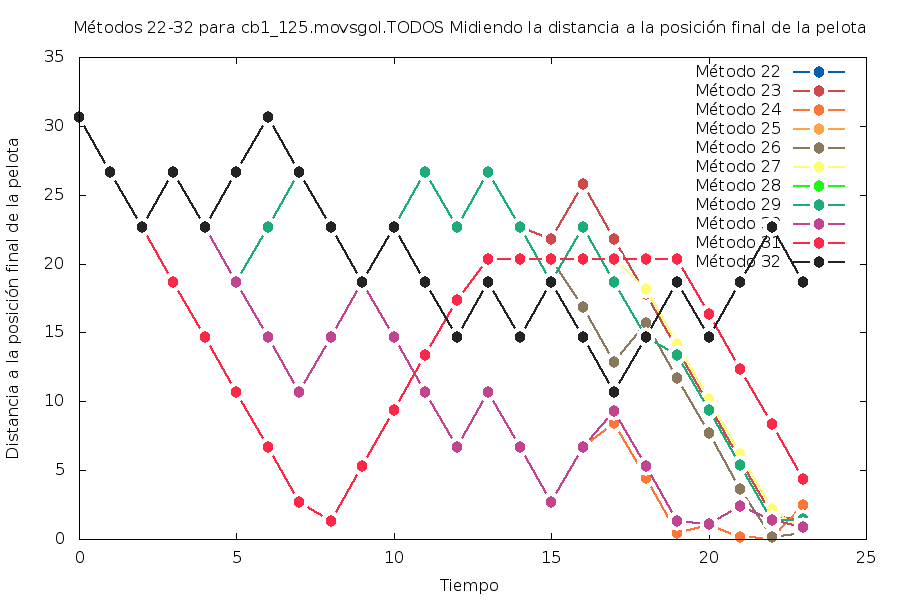 Métodos 22-32 para cb1_125.movsgol.TODOS Midiendo la distancia a la posición final de la pelota
Distancia a la posición final de la pelota
35
30
25
20
15
10
5
0
0
5
10
15
20
25
Tiempo
Método 22
Método 23
Método 24
Método 25
Método 26
Método 27
Método 28
Método 29
Método
Método 31
Método 32